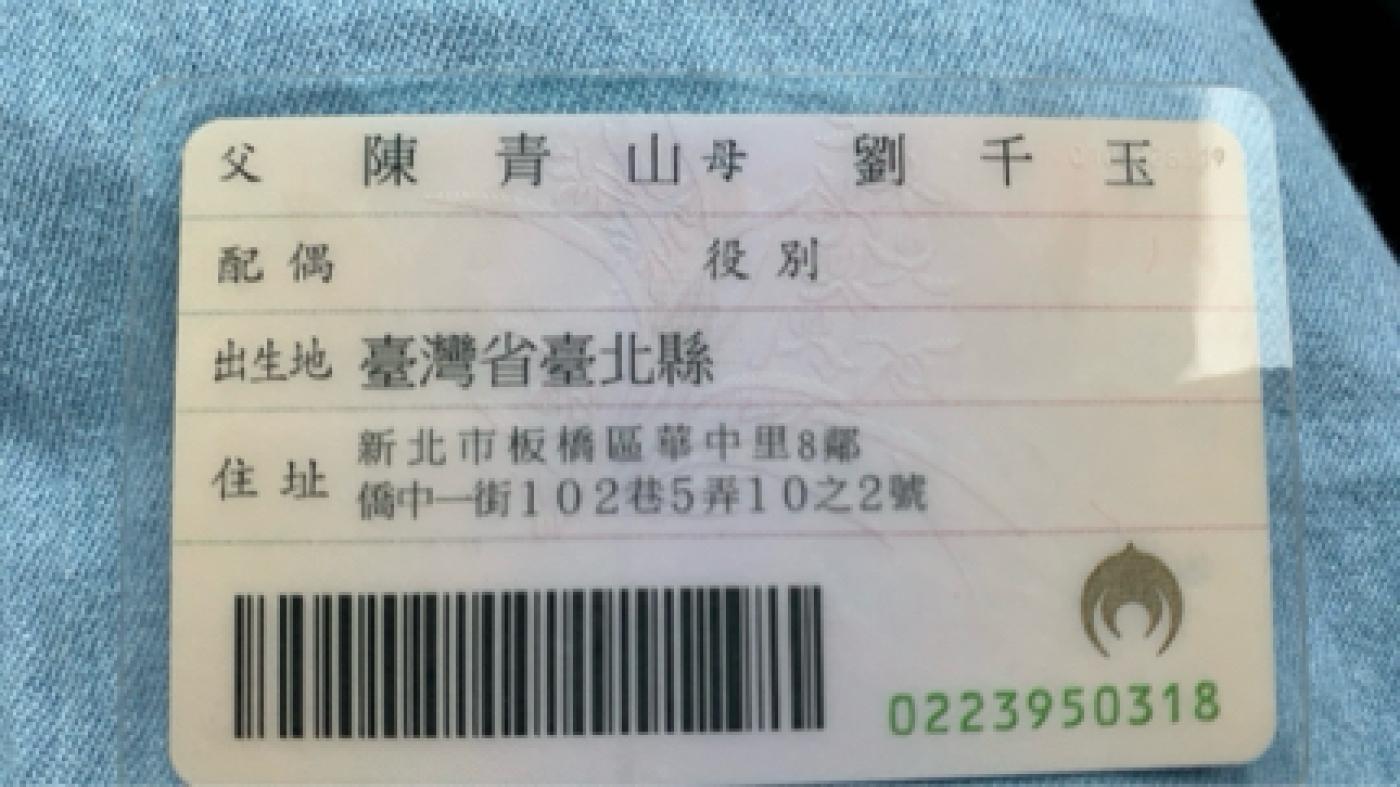 父 陳青山 母 劉千玉
配偶 役別
出生地 臺灣省臺北縣
住址 新北市板橋區華中里8鄰
僑中一街102巷5弄10之2號
0223950318